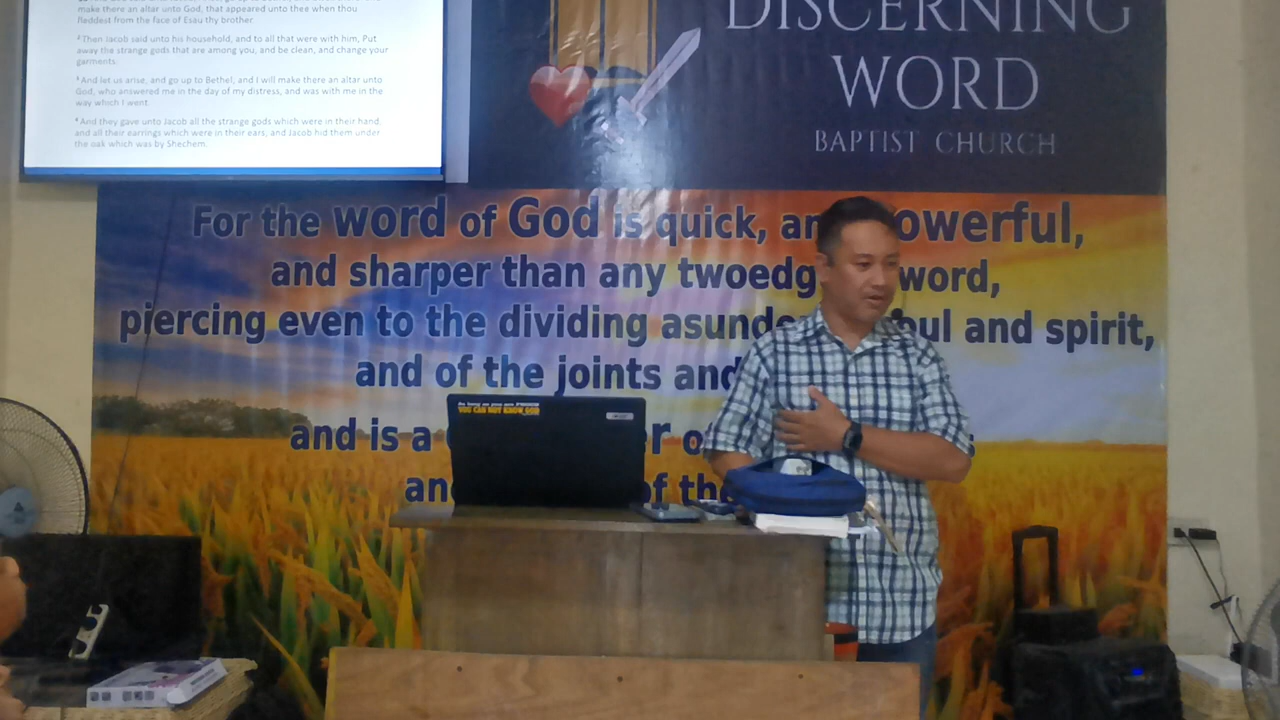 make there an altar unto God, that appeared unto thee when thou
fleddest from the face of Esau thy brother.
2 Then Jacob said unto his household, and to all that were with him, Put
away the strange gods that are among you, and be clean, and change your
garments.
3 And let us arise, and go up to Bethel, and I will make there an altar unto
God, who answered me in the day of my distress, and was with me in the
way which I went.
4 And they gave unto Jacob all the strange gods which were in their hand,
and all their earrings which were in their ears; and Jacob hid them under
the oak which was by Shechem.
DISCERNING
WORD
BAPTIST CHURCH
For the word of God is quick, an owerful,
and sharper than any twoedg word,
piercing even to the dividing asunde ul and spirit,
and of the joints and
and is a r o
an of the
YOU CAN NOT KNOW GOD